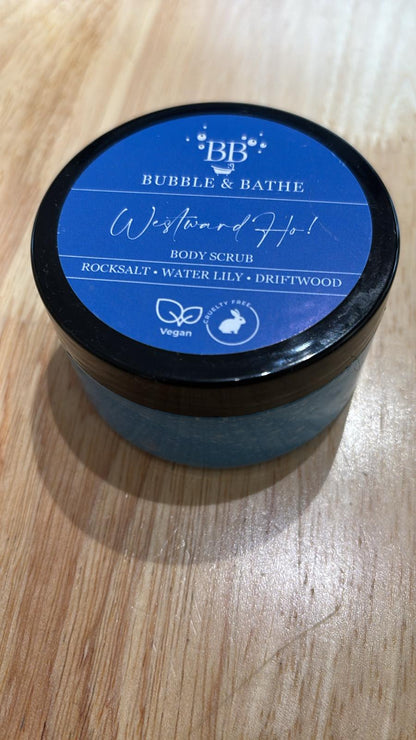 BB
BUBBLE & BATHE
Westward Ho!
BODY SCRUB
ROCKSALT • WATER LILY • DRIFTWOOD
Vegan
CRUELTY FREE